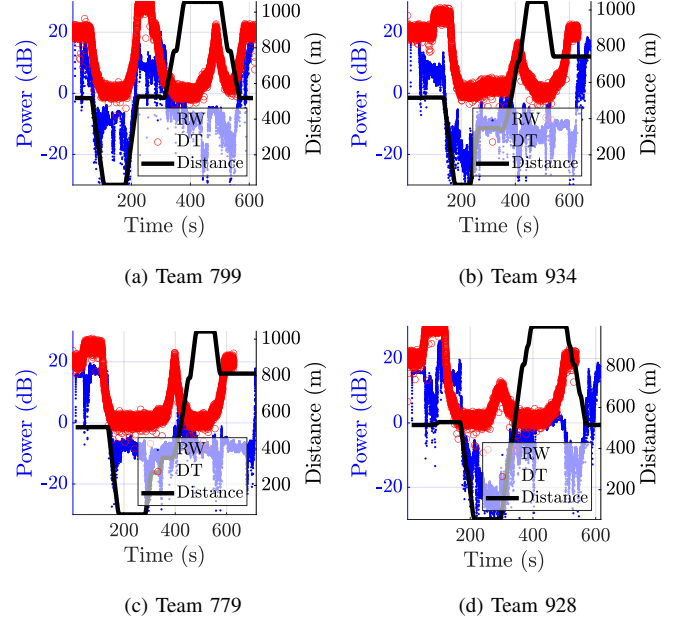 Power (dB)
20
0
-20
1000
800
600
400
200
Distance (m)
RW
DT
Distance
200
400
600
Time (s)
(a) Team 799
Power (dB)
20
0
-20
1000
800
600
400
200
Distance (m)
RW
DT
Distance
200
400
600
Time (s)
(b) Team 934
Power (dB)
20
0
-20
1000
800
600
400
200
Distance (m)
RW
DT
Distance
200
400
600
Time (s)
(c) Team 779
Power (dB)
20
0
-20
800
600
400
200
Distance (m)
RW
DT
Distance
200
400
600
Time (s)
(d) Team 928